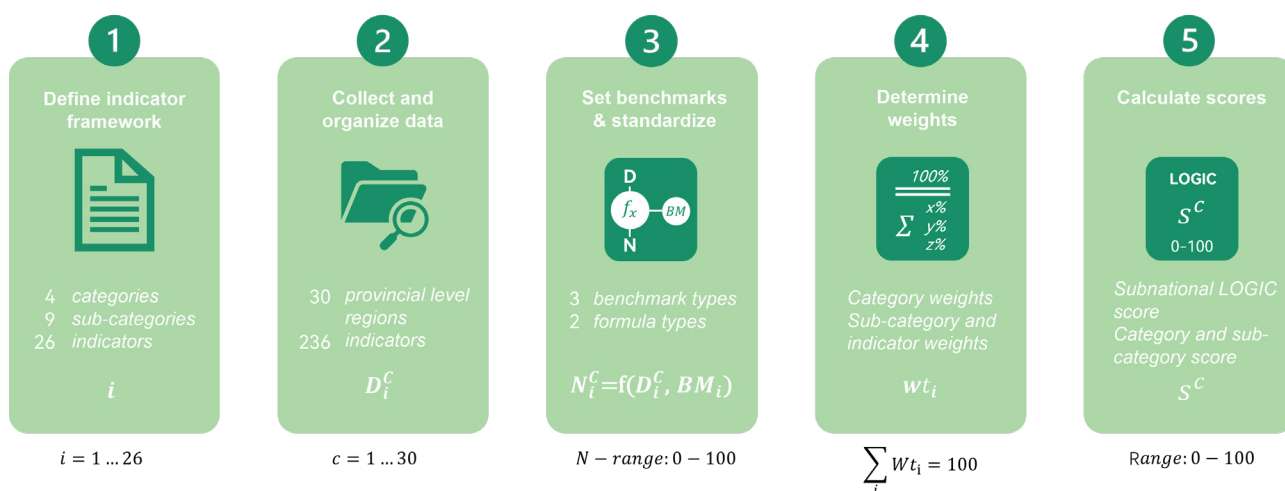 1
Define indicator
framework
4 categories
9 sub-categories
26 indicators
i
i = 1 … 26
2
Collect and
organize data
30 provincial level
regions
236 indicators
D_i^C
c = 1 … 30
3
Set benchmarks
& standardize
D
f_x BM
N
3 benchmark types
2 formula types
N_i^C=f(D_i^C, BM_i)
N − range: 0 − 100
4
Determine
weights
100%
x%
Σ y%
z%
Category weights
Sub-category and
indicator weights
wt_i
∑_i Wt_i = 100
5
Calculate scores
LOGIC
S^C
0–100
Subnational LOGIC
score
Category and sub-
category score
S^C
Range: 0 − 100